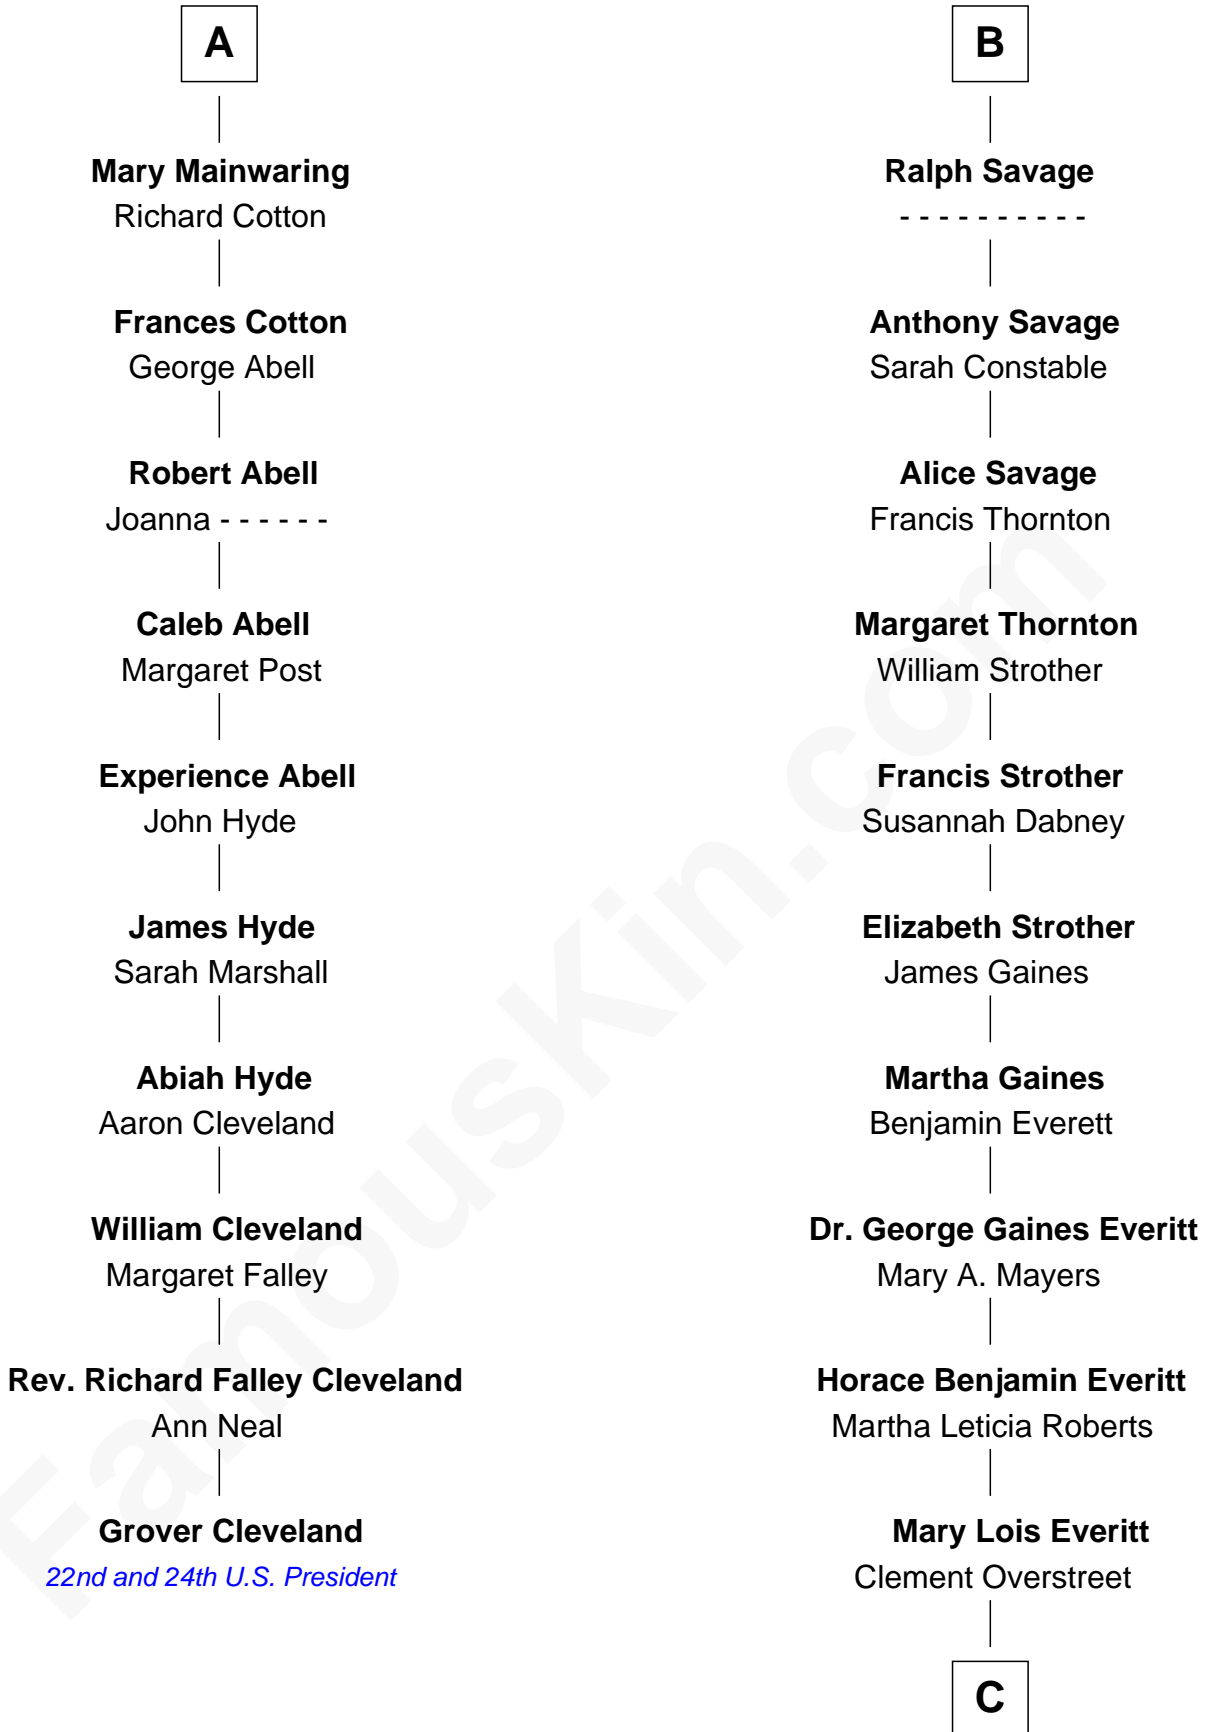 A
Mary Mainwaring
Richard Cotton
Frances Cotton
George Abell
Robert Abell
Joanna - - - - - -
Caleb Abell
Margaret Post
Experience Abell
John Hyde
James Hyde
Sarah Marshall
Abiah Hyde
Aaron Cleveland
William Cleveland
Margaret Falley
Rev. Richard Falley Cleveland
Ann Neal
Grover Cleveland
22nd and 24th U.S. President
B
Ralph Savage
- - - - - - - - - -
Anthony Savage
Sarah Constable
Alice Savage
Francis Thornton
Margaret Thornton
William Strother
Francis Strother
Susannah Dabney
Elizabeth Strother
James Gaines
Martha Gaines
Benjamin Everett
Dr. George Gaines Everitt
Mary A. Mayers
Horace Benjamin Everitt
Martha Leticia Roberts
Mary Lois Everitt
Clement Overstreet
C
FamousKin.com